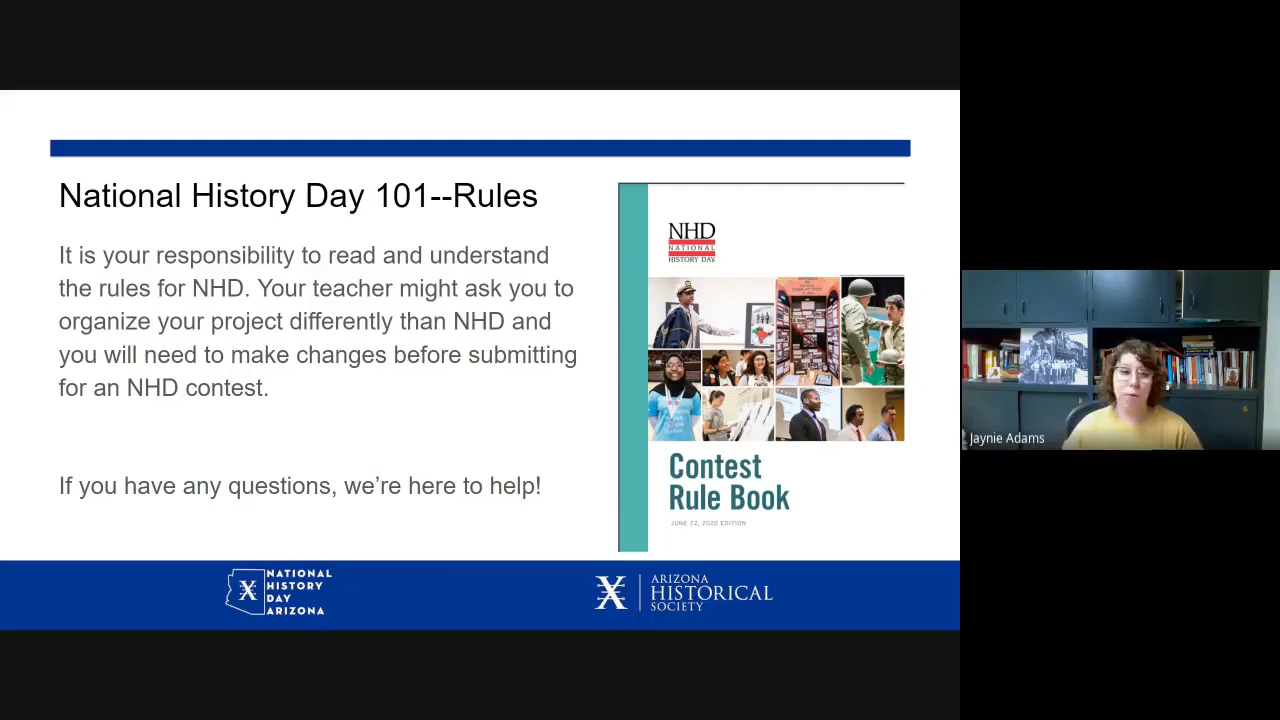 National History Day 101--Rules
It is your responsibility to read and understand
the rules for NHD. Your teacher might ask you to
organize your project differently than NHD and
you will need to make changes before submitting
for an NHD contest.
If you have any questions, we're here to help!
NHD
NATIONAL
HISTORY DAY
Contest
Rule Book
JUNE 22, 2020 EDITION
NATIONAL
HISTORY
DAY
ARIZONA
ARIZONA
HISTORICAL
SOCIETY
Jaynie Adams